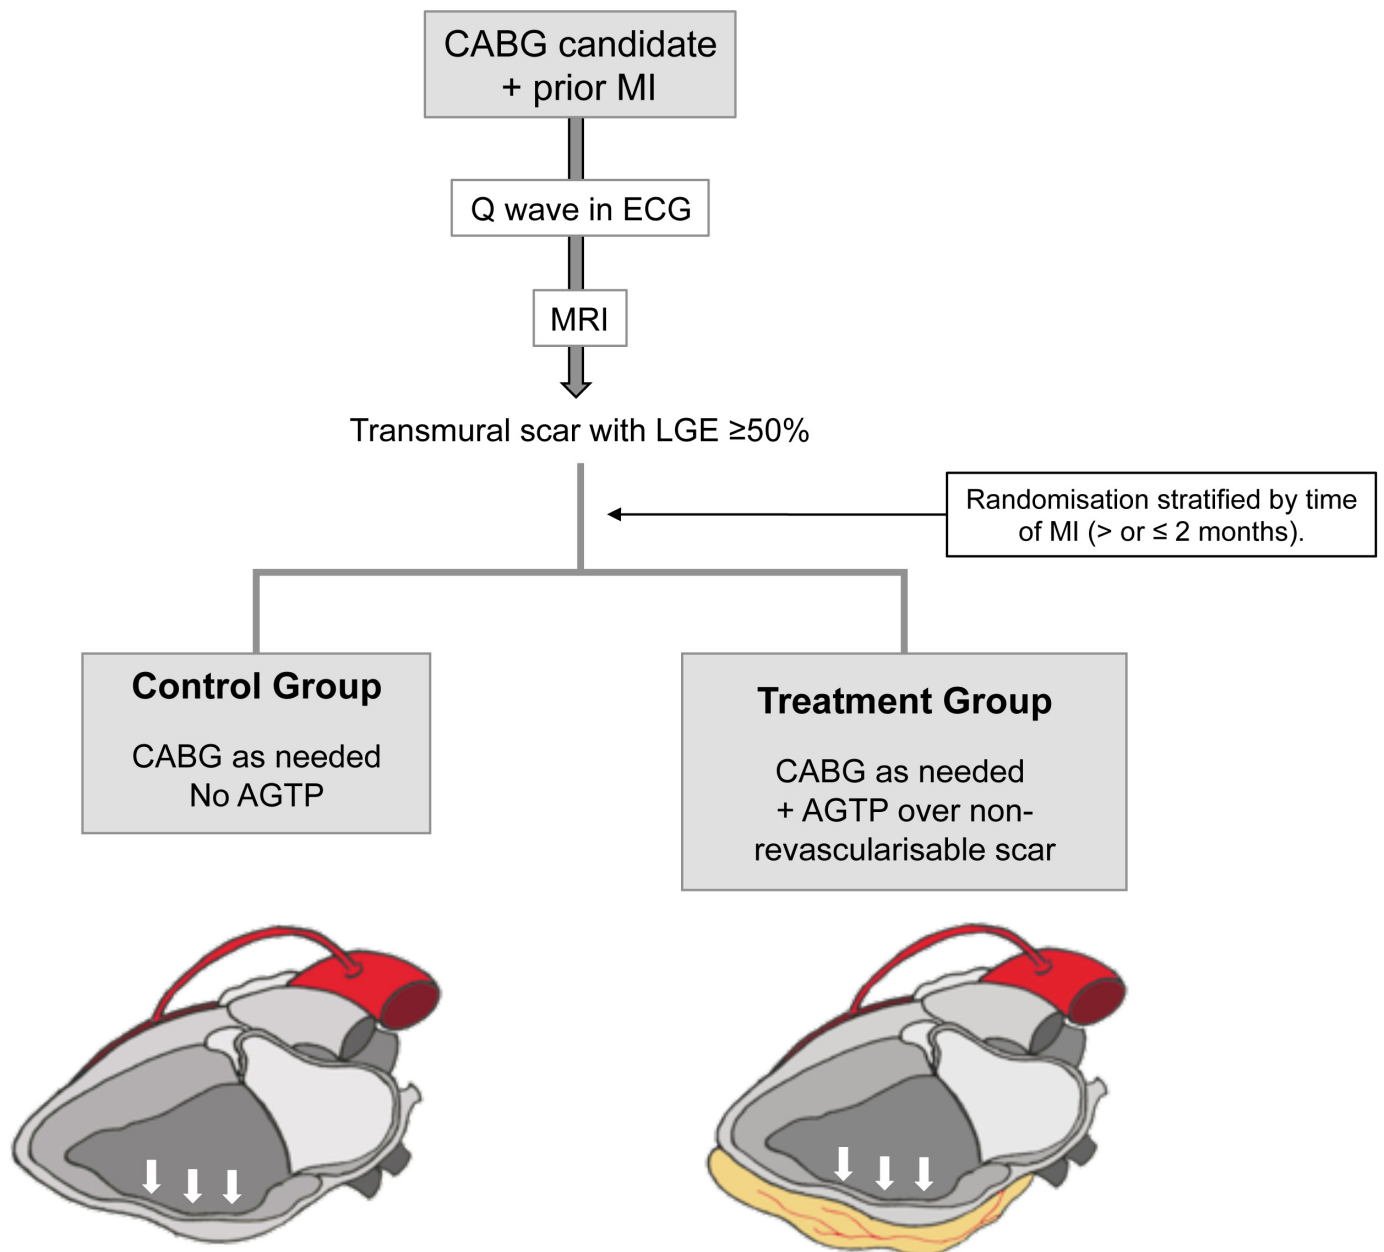 CABG candidate
+ prior MI
Q wave in ECG
MRI
Transmural scar with LGE ≥50%
Randomisation stratified by time
of MI (> or ≤ 2 months).
Control Group
CABG as needed
No AGTP
Treatment Group
CABG as needed
+ AGTP over non-
revascularisable scar